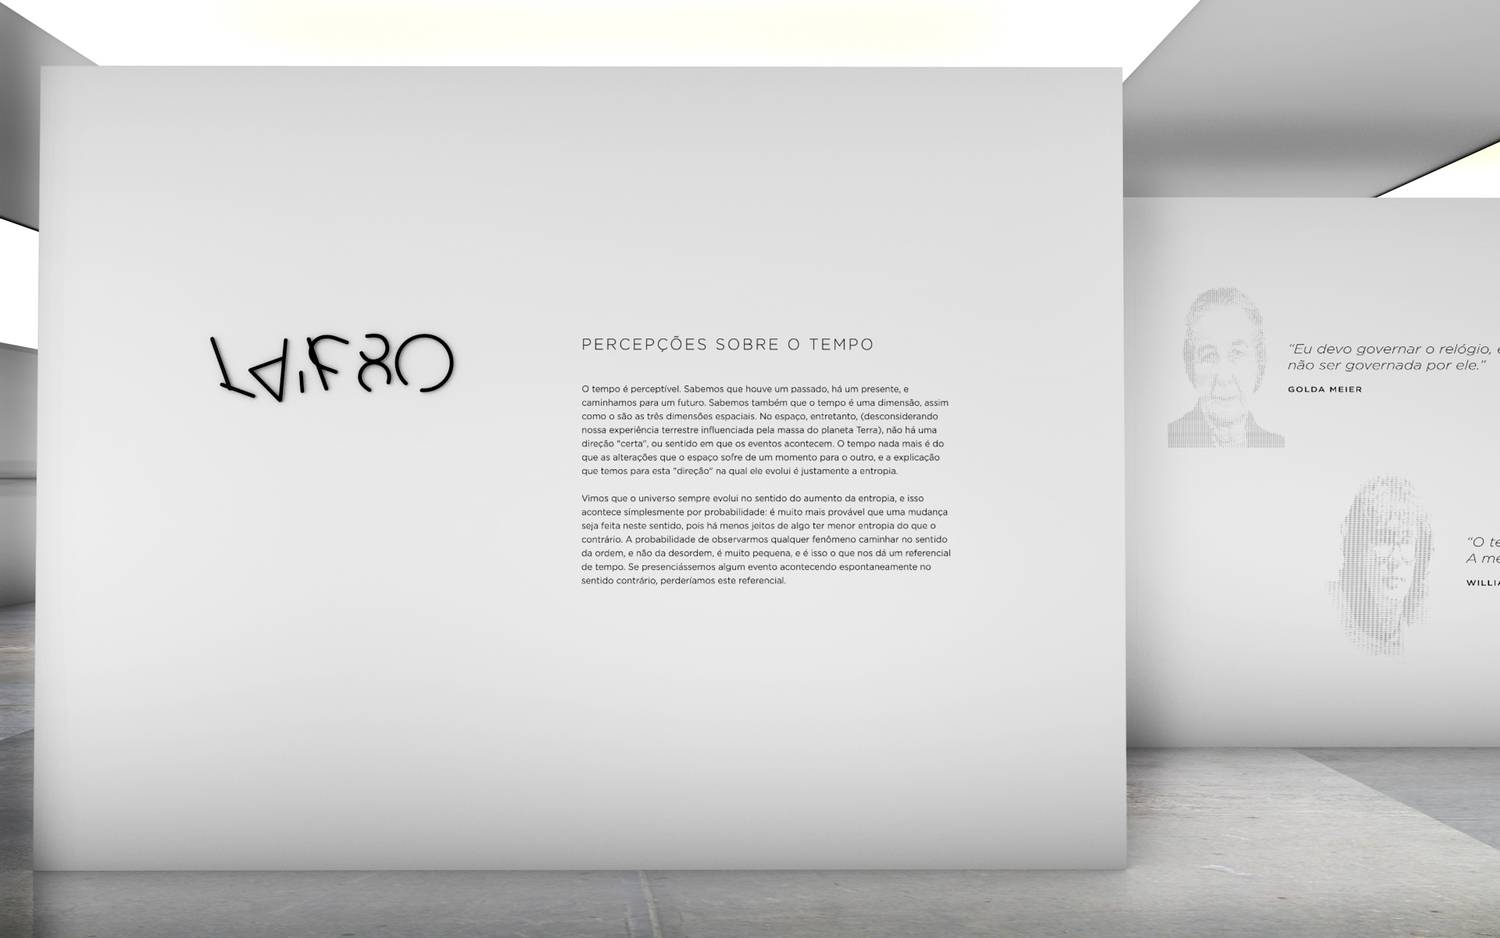 PERCEPÇÕES SOBRE O TEMPO
O tempo é perceptível. Sabemos que houve um passado, há um presente, e
caminhamos para um futuro. Sabemos também que o tempo é uma dimensão, assim
como o são as três dimensões espaciais. No espaço, entretanto, (desconsiderando
nossa experiência terrestre influenciada pela massa do planeta Terra), não há uma
direção "certa", ou sentido em que os eventos acontecem. O tempo nada mais é do
que as alterações que o espaço sofre de um momento para o outro, e a explicação
que temos para esta "direção" na qual ele evolui é justamente a entropia.
Vimos que o universo sempre evolui no sentido do aumento da entropia, e isso
acontece simplesmente por probabilidade: é muito mais provável que uma mudança
seja feita neste sentido, pois há menos jeitos de algo ter menor entropia do que o
contrário. A probabilidade de observarmos qualquer fenômeno caminhar no sentido
da ordem, e não da desordem, é muito pequena, e é isso o que nos dá um referencial
de tempo. Se presenciássemos algum evento acontecendo espontaneamente no
sentido contrário, perderíamos este referencial.
“Eu devo governar o relógio, e
não ser governada por ele.”
GOLDA MEIER
“O te
A me
WILLIA